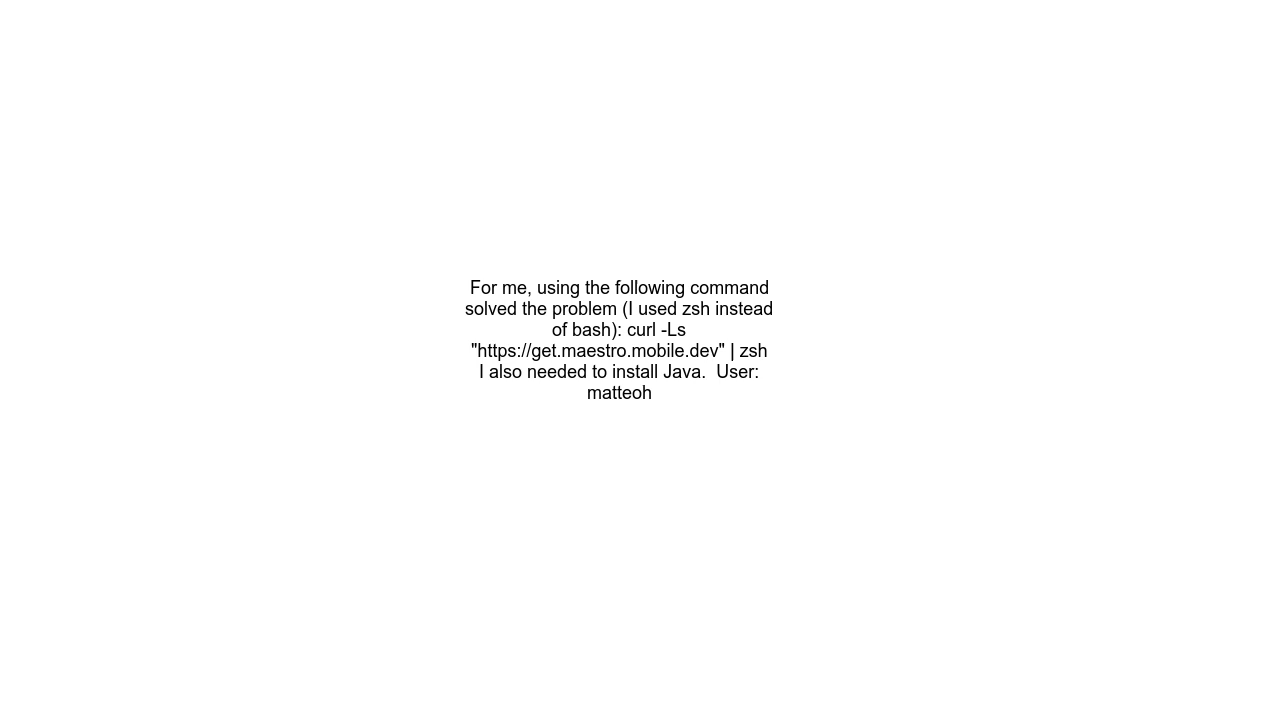 For me, using the following command
solved the problem (I used zsh instead
of bash): curl -Ls
"https://get.maestro.mobile.dev" | zsh
I also needed to install Java.  User:
matteoh